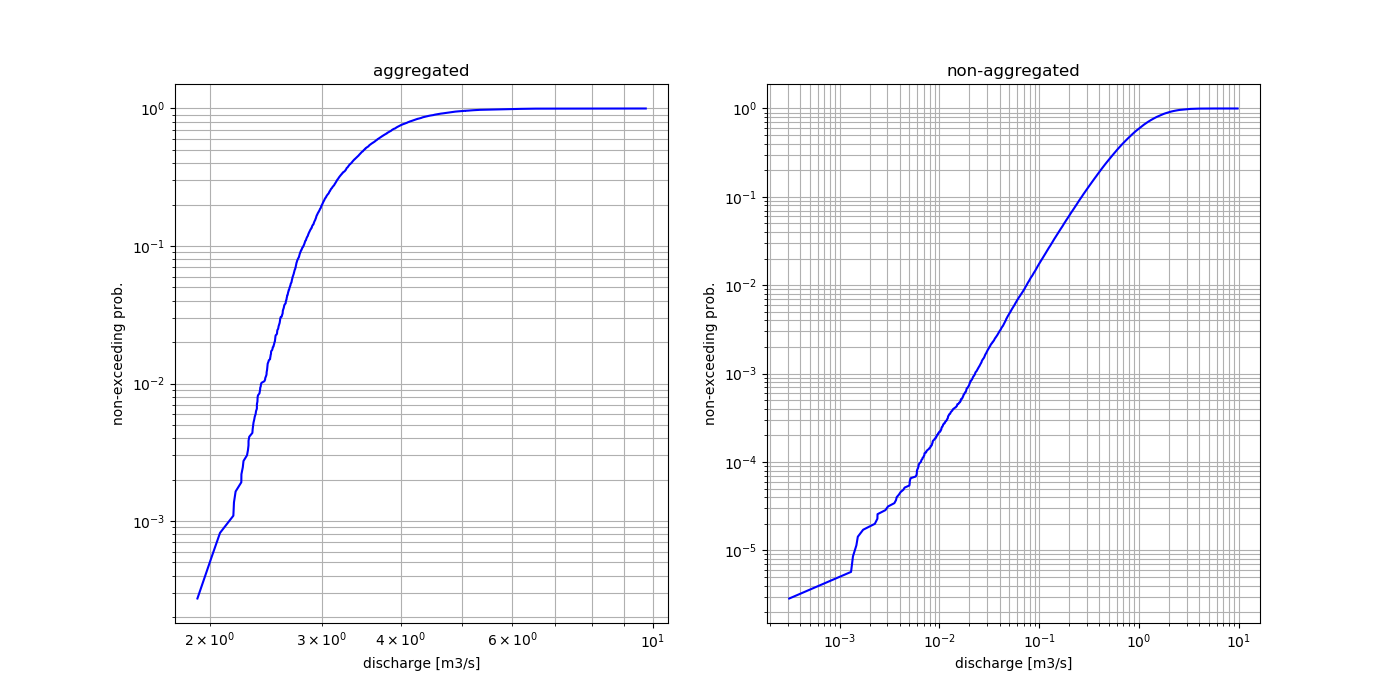 aggregated
non-exceeding prob.
10⁰
10⁻¹
10⁻²
10⁻³
2 × 10⁰
3 × 10⁰
4 × 10⁰
6 × 10⁰
10¹
discharge [m3/s]
non-aggregated
non-exceeding prob.
10⁰
10⁻¹
10⁻²
10⁻³
10⁻⁴
10⁻⁵
10⁻³
10⁻²
10⁻¹
10⁰
10¹
discharge [m3/s]